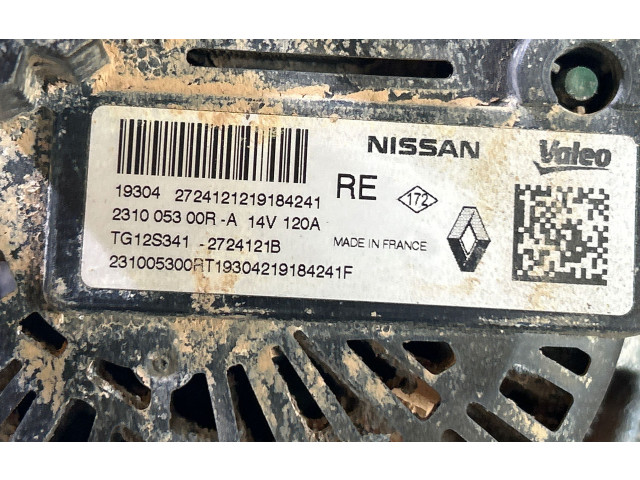 NISSAN
Valeo
19304 2724121219184241
RE
172
2310 053 00R -A 14V 120A
TG12S341 - 2724121B
MADE IN FRANCE
231005300RT19304219184241F